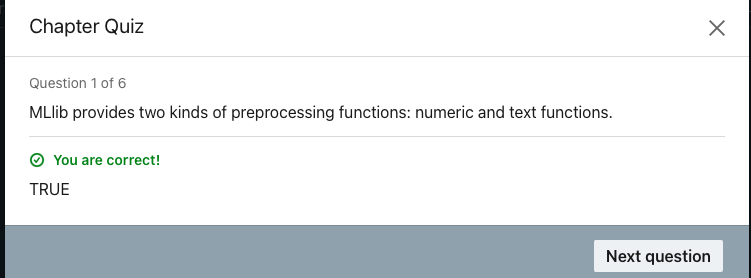 Chapter Quiz
Question 1 of 6
MLlib provides two kinds of preprocessing functions: numeric and text functions.
You are correct!
TRUE
Next question